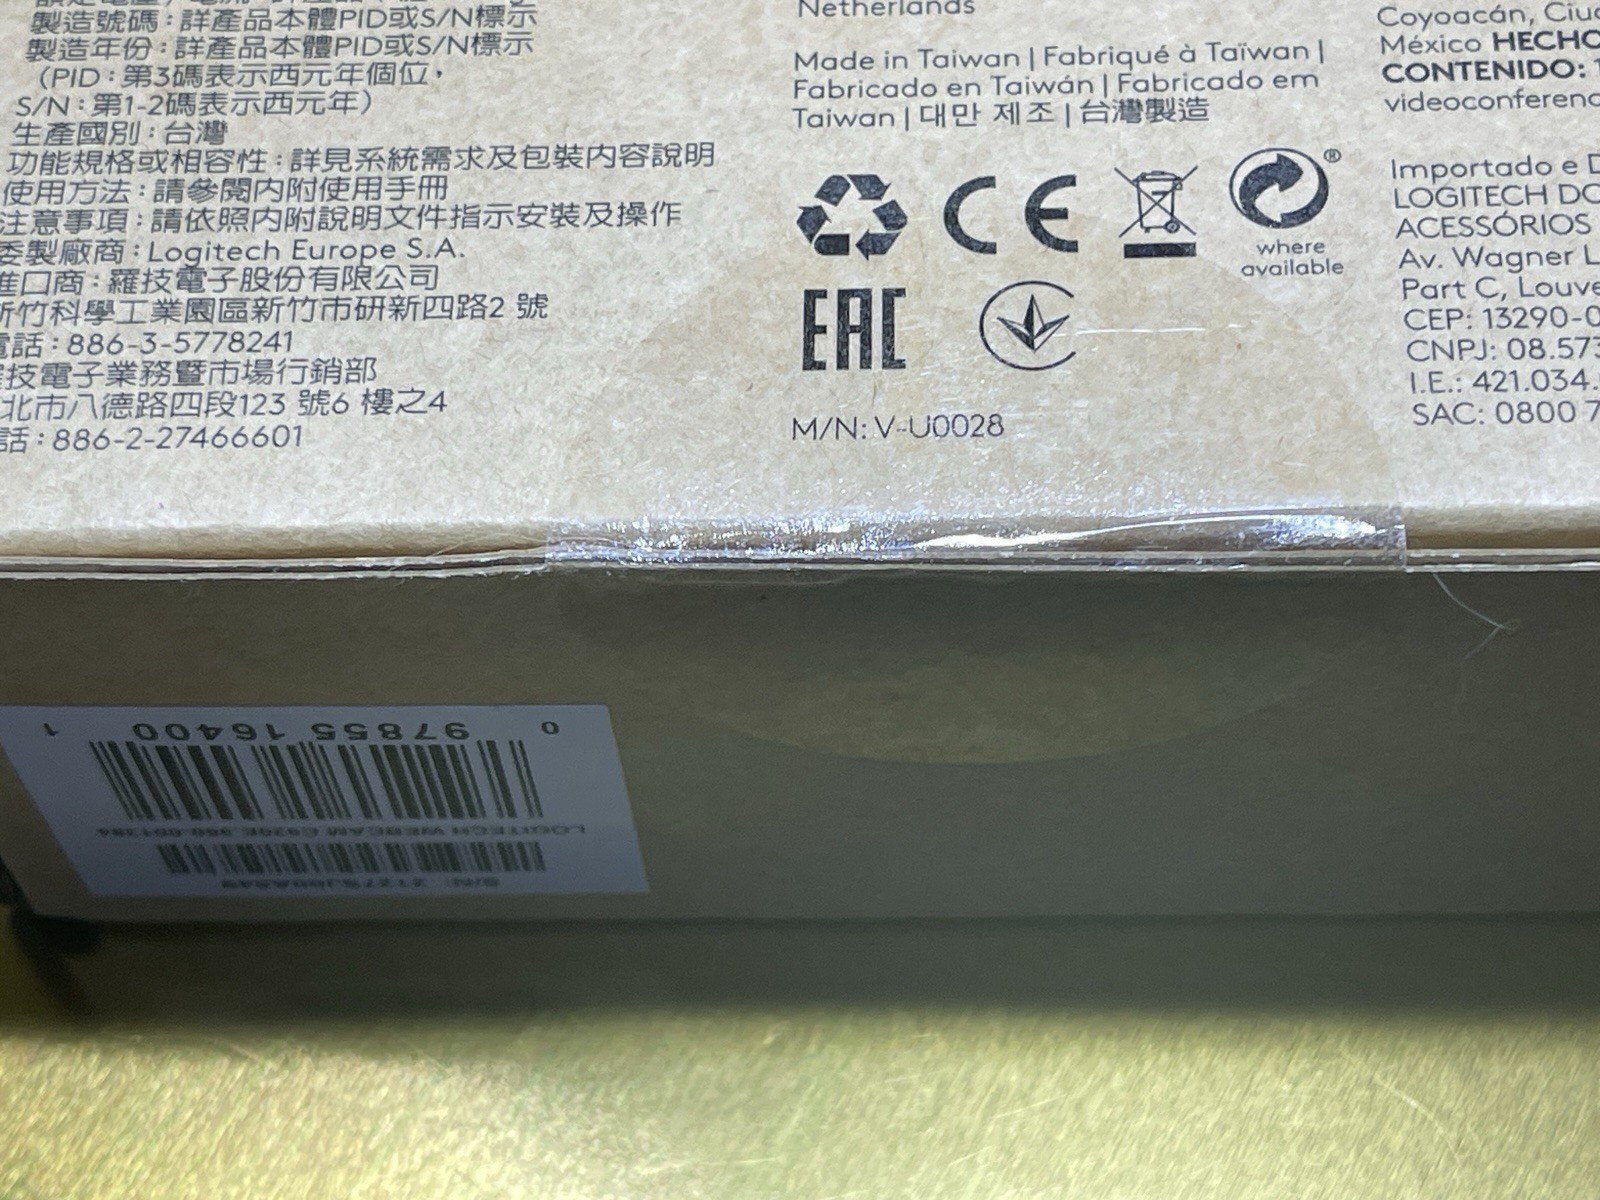 製造號碼：詳產品本體PID或S/N標示
製造年份：詳產品本體PID或S/N標示
（PID：第3碼表示西元年個位，
S/N：第1-2碼表示西元年）
生產國別：台灣
功能規格或相容性：詳見系統需求及包裝內容說明
使用方法：請參閱內附使用手冊
注意事項：請依照內附說明文件指示安裝及操作
委製廠商：Logitech Europe S.A.
進口商：羅技電子股份有限公司
新竹科學工業園區新竹市研新四路2 號
電話：886-3-5778241
羅技電子業務暨市場行銷部
北市八德路四段123 號6 樓之4
話：886-2-27466601
Netherlands
Made in Taiwan | Fabriqué à Taïwan |
Fabricado en Taiwán | Fabricado em
Taiwan | 대만 제조 | 台灣製造
CE
®
where
available
EAC
M/N: V-U0028
Coyoacán, Ciu
México HECHO
CONTENIDO: 1
videoconferenc
Importado e D
LOGITECH DO
ACESSÓRIOS
Av. Wagner L
Part C, Louve
CEP: 13290-0
CNPJ: 08.573
I.E.: 421.034.
SAC: 0800 7
0 97855 16400 1
LOGITECH WEBCAM C920E,960-001384
S/N: